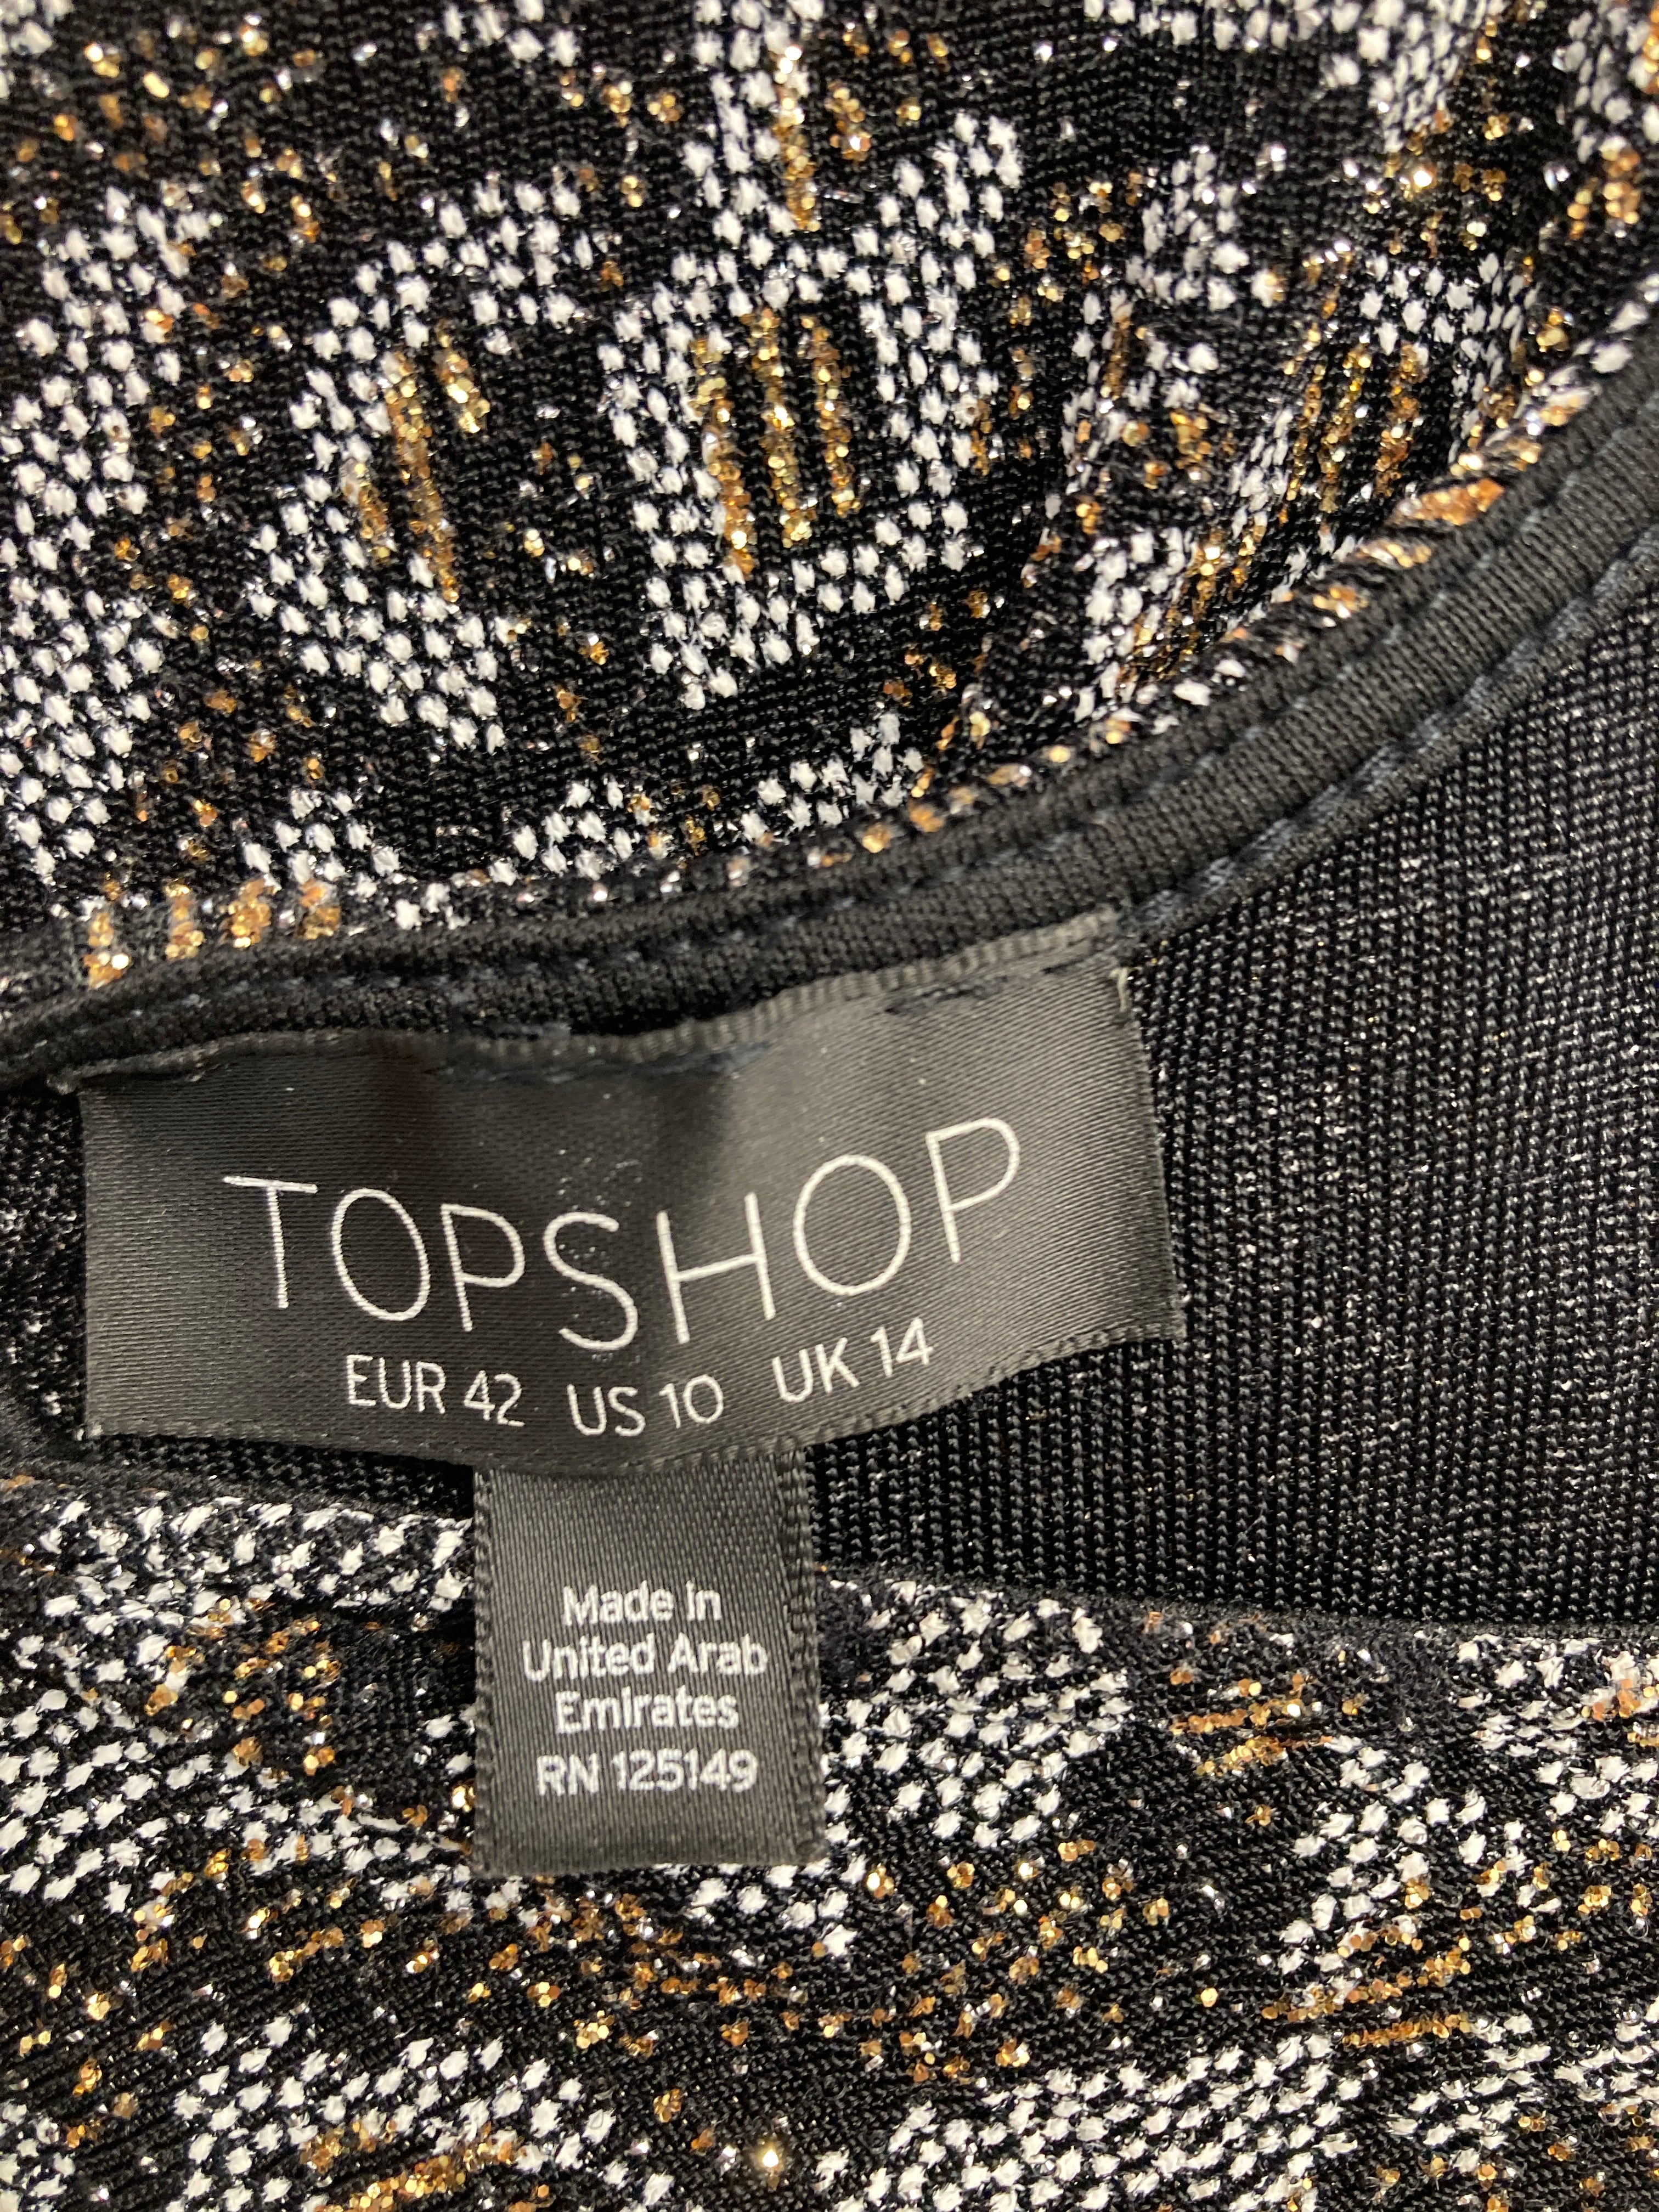 TOPSHOP
EUR 42 US 10 UK 14
Made in
United Arab
Emirates
RN 125149